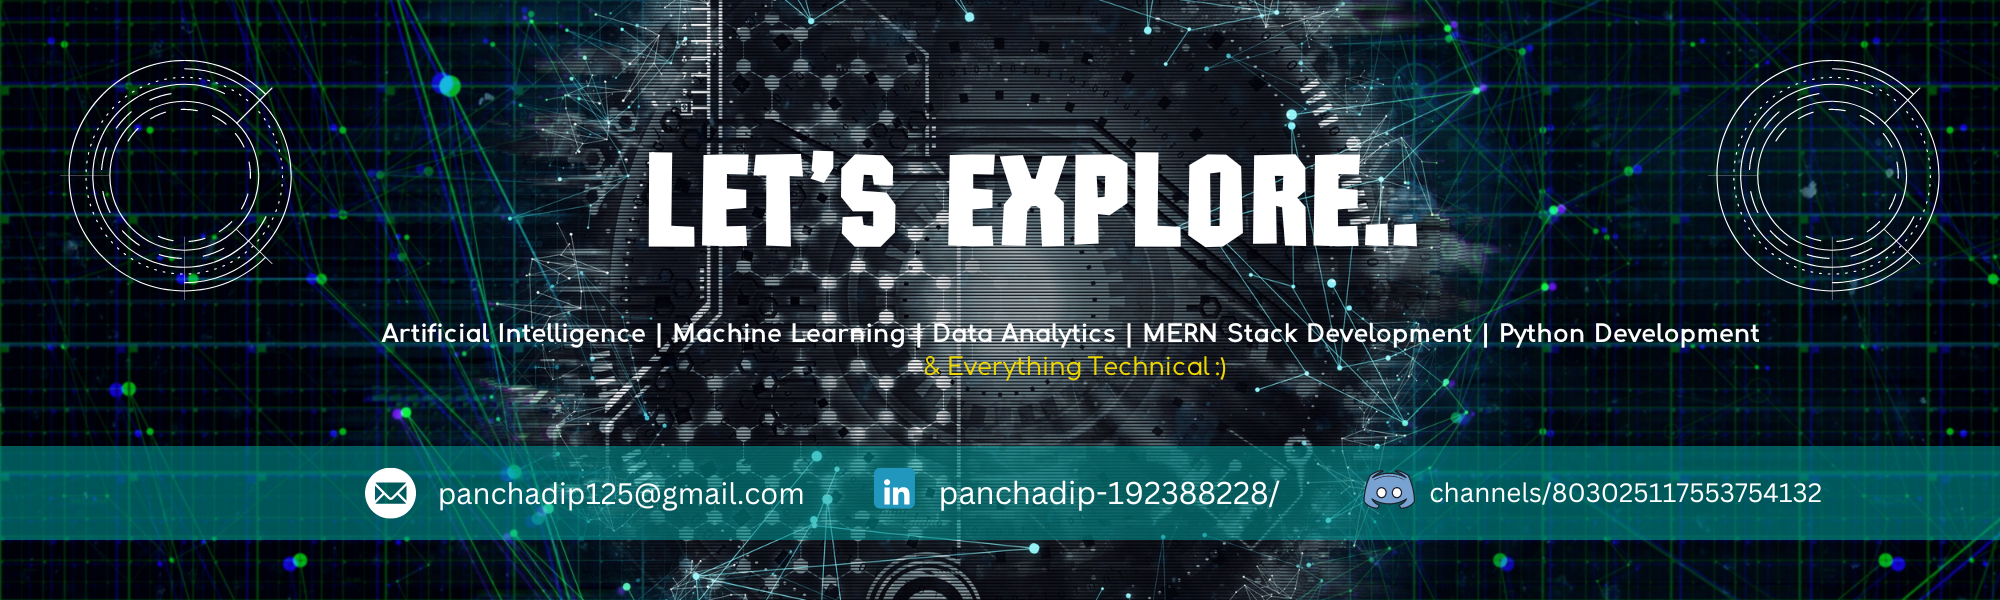 LET'S EXPLORE..
Artificial Intelligence | Machine Learning | Data Analytics | MERN Stack Development | Python Development
& Everything Technical :)
panchadip125@gmail.com
in
panchadip-192388228/
channels/803025117553754132